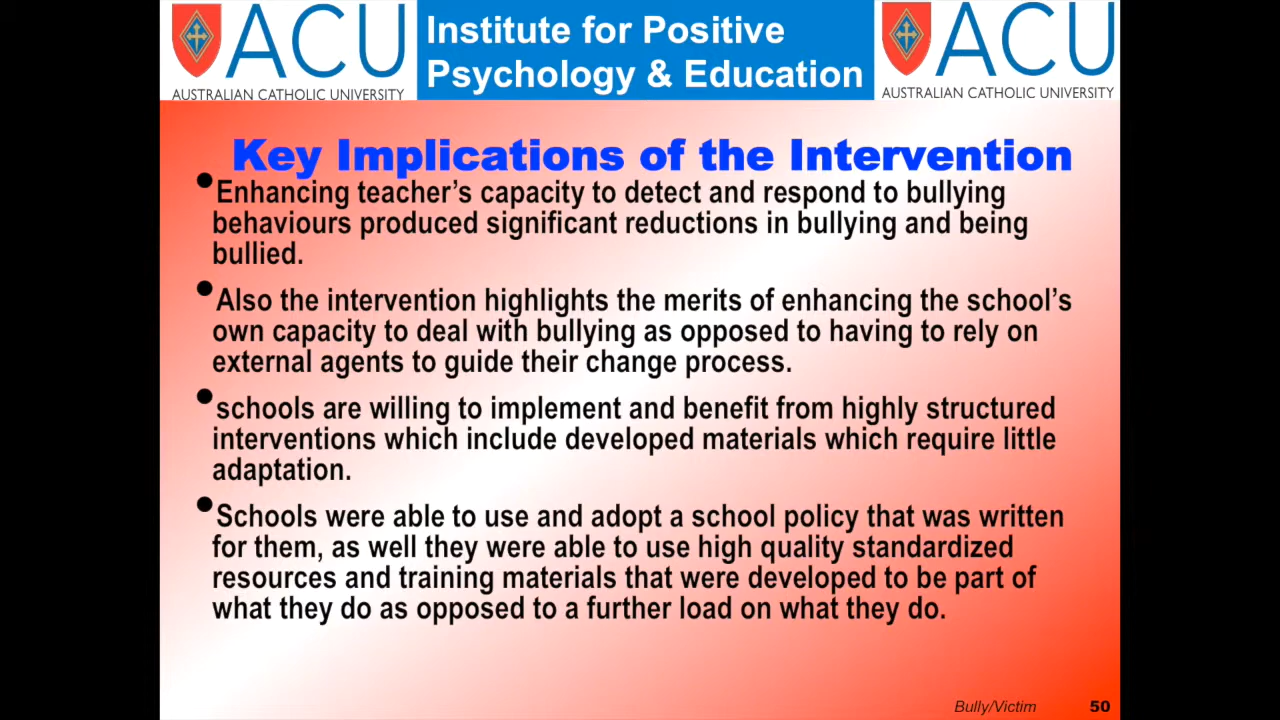 ACU
AUSTRALIAN CATHOLIC UNIVERSITY
Institute for Positive
Psychology & Education
ACU
AUSTRALIAN CATHOLIC UNIVERSITY
Key Implications of the Intervention
•Enhancing teacher's capacity to detect and respond to bullying
behaviours produced significant reductions in bullying and being
bullied.
•Also the intervention highlights the merits of enhancing the school's
own capacity to deal with bullying as opposed to having to rely on
external agents to guide their change process.
•schools are willing to implement and benefit from highly structured
interventions which include developed materials which require little
adaptation.
•Schools were able to use and adopt a school policy that was written
for them, as well they were able to use high quality standardized
resources and training materials that were developed to be part of
what they do as opposed to a further load on what they do.
Bully/Victim 50